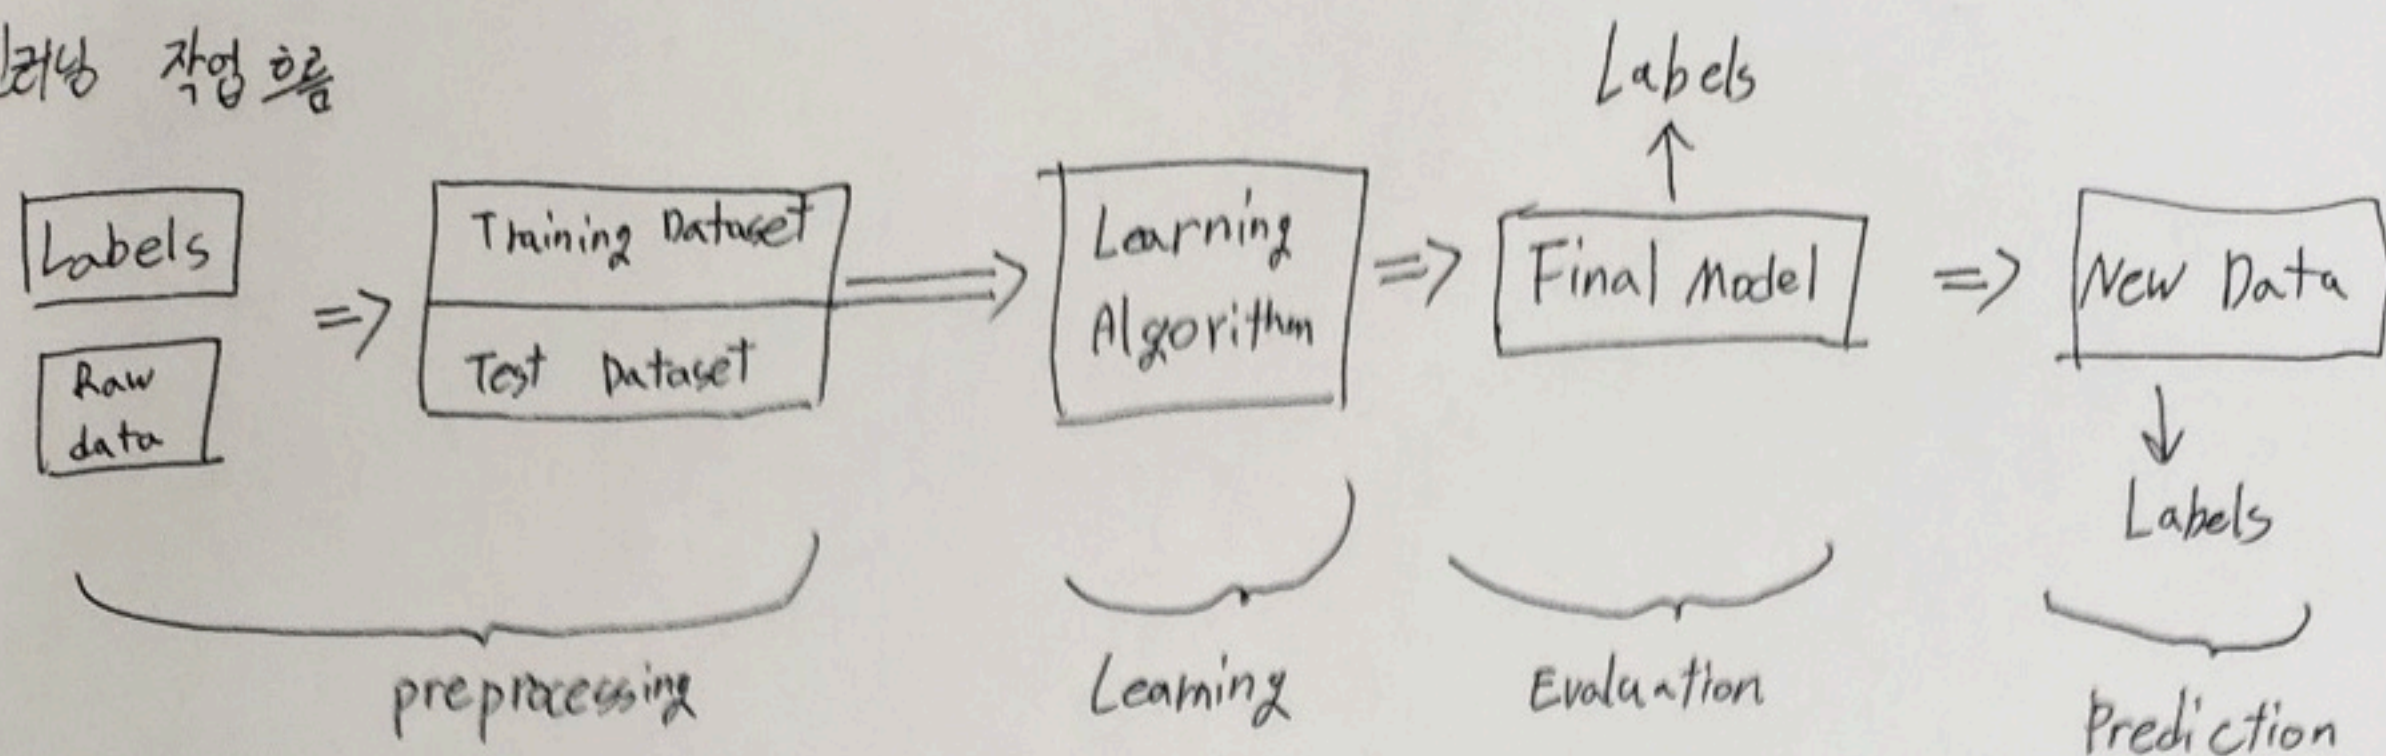 러닝 작업 흐름
Labels
Labels
Raw
data
Training Dataset
Test Dataset
Learning
Algorithm
Final Model
New Data
Labels
preprocessing
Learning
Evaluation
Prediction